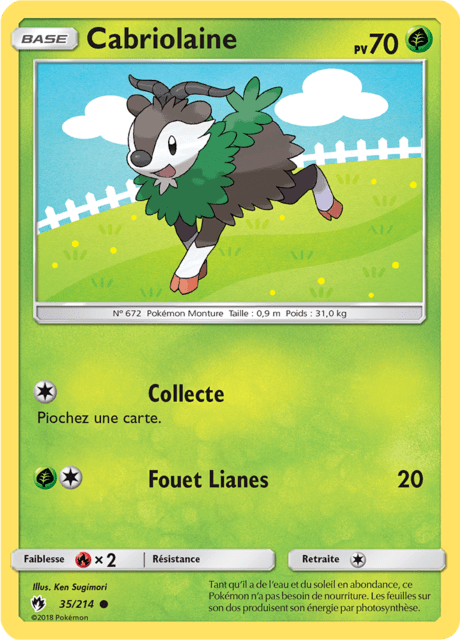 BASE Cabriolaine PV 70
N° 672 Pokémon Monture Taille : 0,9 m Poids : 31,0 kg
Collecte
Piochez une carte.
Fouet Lianes 20
Faiblesse × 2 Résistance Retraite
Illus. Ken Sugimori
35/214
©2018 Pokémon
Tant qu'il a de l'eau et du soleil en abondance, ce
Pokémon n'a pas besoin de nourriture. Les feuilles sur
son dos produisent son énergie par photosynthèse.